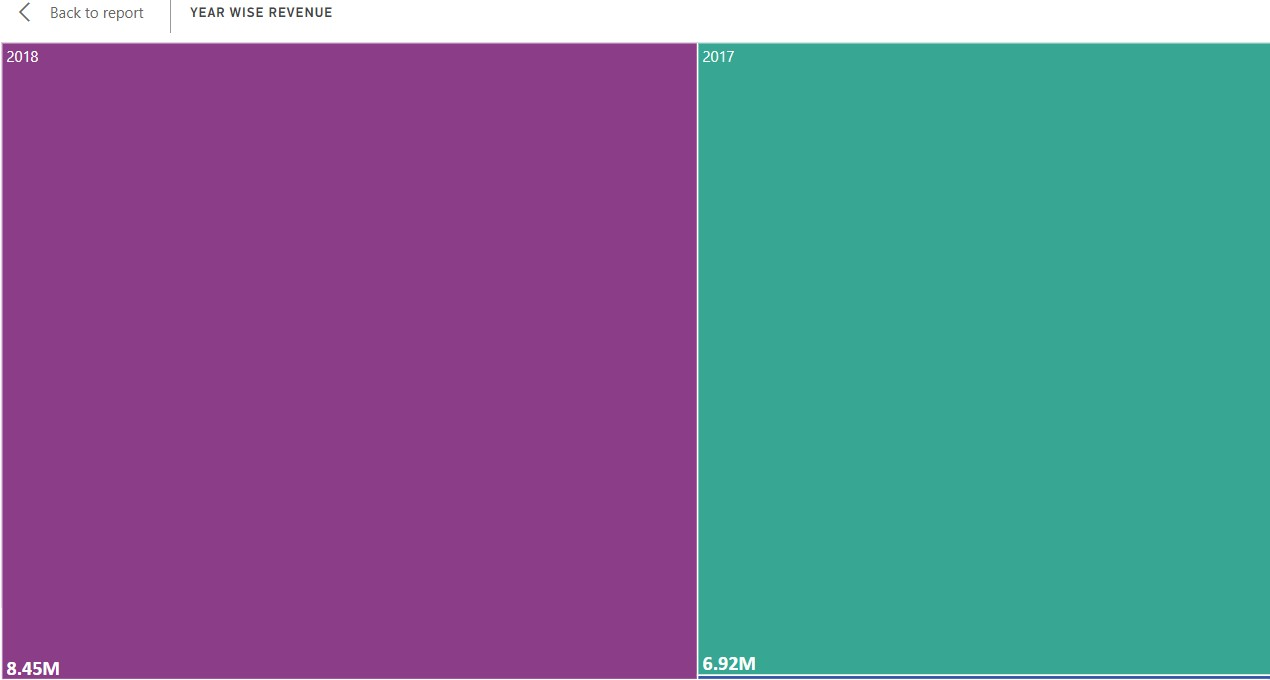 Back to report
YEAR WISE REVENUE
2018
2017
8.45M
6.92M